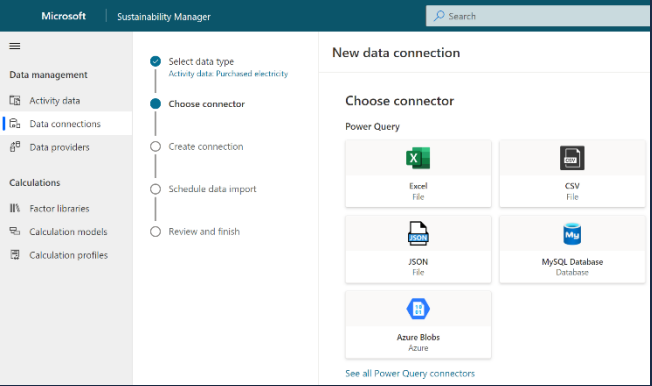 Microsoft
Sustainability Manager
Search
Data management
Activity data
Data connections
Data providers
Calculations
Factor libraries
Calculation models
Calculation profiles
Select data type
Activity data: Purchased electricity
Choose connector
Create connection
Schedule data import
Review and finish
New data connection
Choose connector
Power Query
Excel
File
CSV
CSV
File
JSON
JSON
File
My
MySQL Database
Database
Azure Blobs
Azure
See all Power Query connectors